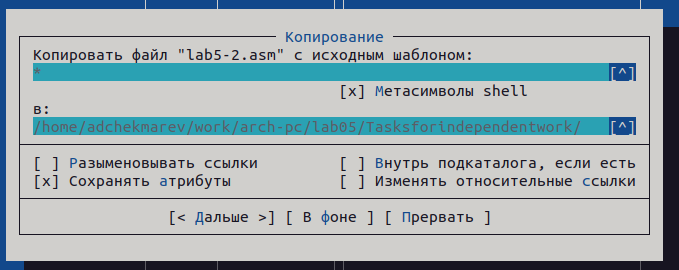 Копирование
Копировать файл "lab5-2.asm" с исходным шаблоном:
* [^]
[x] Метасимволы shell
в:
/home/adchekmarev/work/arch-pc/lab05/Tasksforindependentwork/ [^]
[ ] Разыменовывать ссылки [ ] Внутрь подкаталога, если есть
[x] Сохранять атрибуты [ ] Изменять относительные ссылки
[< Дальше >] [ В фоне ] [ Прервать ]